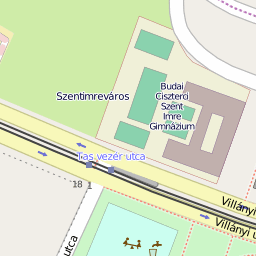 Szentimreváros
Budai
Ciszterci
Szent
Imre
Gimnázium
Tas vezér utca
18
1
Villányi
Villányi u
utca